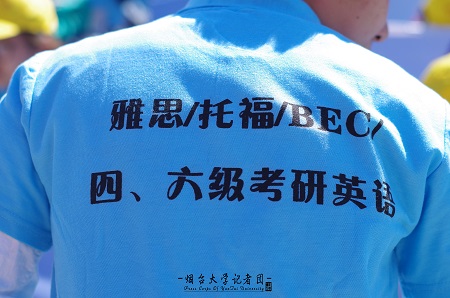 雅思/托福/BEC/
四、六级考研英语
-烟台大学记者团-
Press Corps Of YanTai University